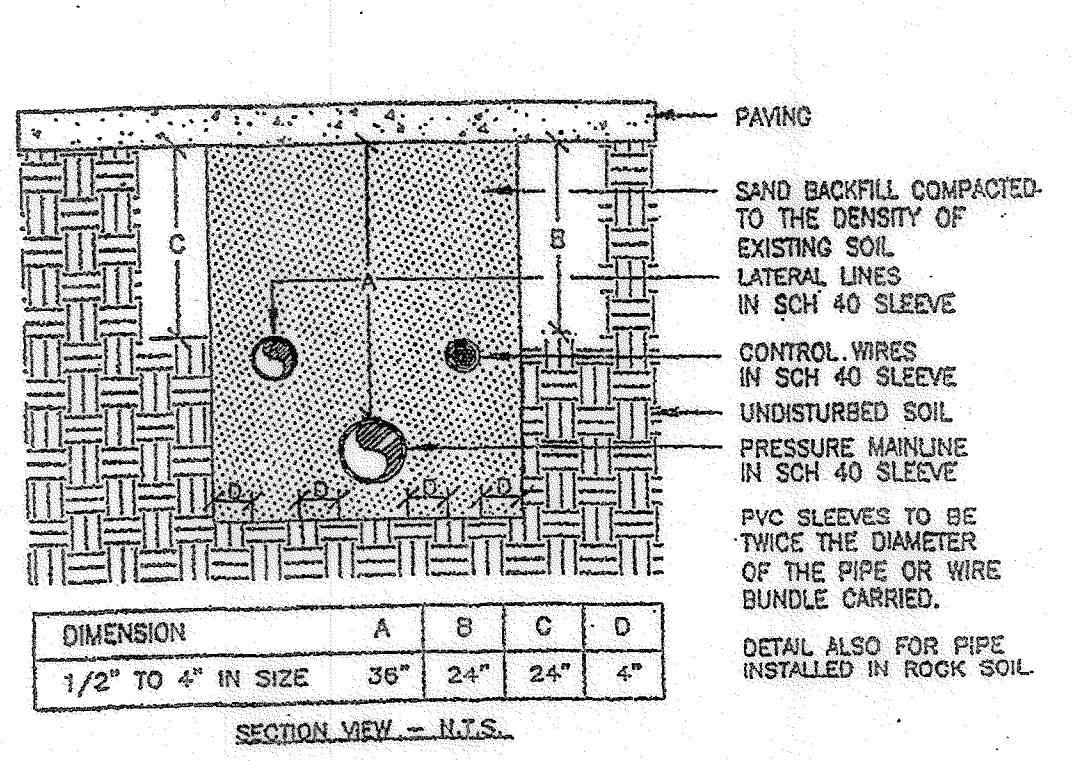 PAVING
SAND BACKFILL COMPACTED
TO THE DENSITY OF
EXISTING SOIL
LATERAL LINES
IN SCH 40 SLEEVE
CONTROL WIRES
IN SCH 40 SLEEVE
UNDISTURBED SOIL
PRESSURE MAINLINE
IN SCH 40 SLEEVE
PVC SLEEVES TO BE
TWICE THE DIAMETER
OF THE PIPE OR WIRE
BUNDLE CARRIED.
DETAIL ALSO FOR PIPE
INSTALLED IN ROCK SOIL.
C
B
A
D D D D
DIMENSION A B C D
1/2" TO 4" IN SIZE 36" 24" 24" 4"
SECTION VIEW - N.T.S.